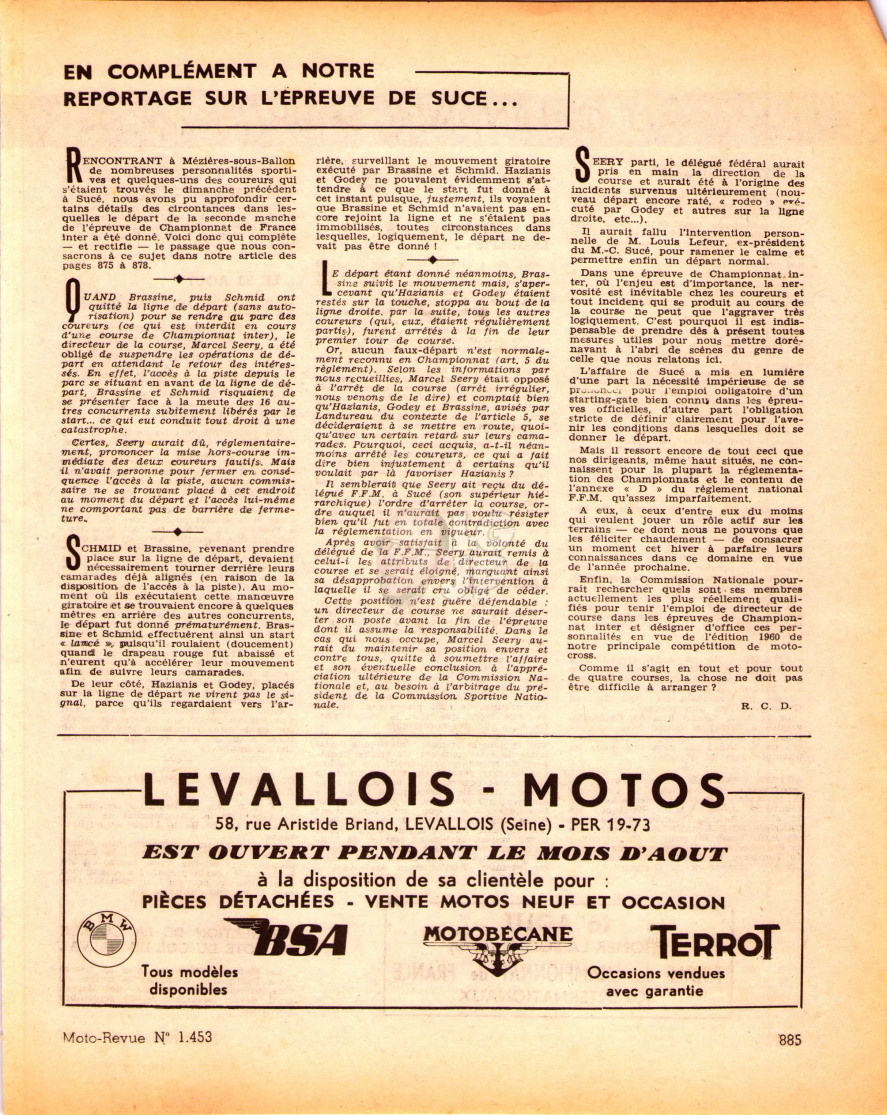 EN COMPLÉMENT A NOTRE
REPORTAGE SUR L'ÉPREUVE DE SUCE...
RENCONTRANT à Mézières-sous-Ballon
de nombreuses personnalités sporti-
ves et quelques-uns des coureurs qui
s'étaient trouvés le dimanche précédent
à Sucé, nous avons pu approfondir cer-
tains détails des circontances dans les-
quelles le départ de la seconde manche
de l'épreuve de Championnat de France
Inter a été donné. Voici donc qui complète
— et rectifie — le passage que nous con-
sacrons à ce sujet dans notre article des
pages 875 à 878.
QUAND Brassine, puis Schmid ont
quitté la ligne de départ (sans auto-
risation) pour se rendre au parc des
coureurs (ce qui est interdit en cours
d'une course de Championnat inter), le
directeur de la course, Marcel Seery, a été
obligé de suspendre les opérations de dé-
part en attendant le retour des intéres-
sés. En effet, l'accès à la piste depuis le
parc se situant en avant de la ligne de dé-
part, Brassine et Schmid risquaient de
se présenter face à la meute des 16 au-
tres concurrents subitement libérés par le
start... ce qui eut conduit tout droit à une
catastrophe.
Certes, Seery aurait dû, réglementaire-
ment, prononcer la mise hors-course im-
médiate des deux coureurs fautifs. Mais
il n'avait personne pour fermer en consé-
quence l'accès à la piste, aucun commis-
saire ne se trouvant placé à cet endroit
au moment du départ et l'accès lui-même
ne comportant pas de barrière de ferme-
ture.
SCHMID et Brassine, revenant prendre
place sur la ligne de départ, devaient
nécessairement tourner derrière leurs
camarades déjà alignés (en raison de la
disposition de l'accès à la piste). Au mo-
ment où ils exécutaient cette manœuvre
giratoire et se trouvaient encore à quelques
mètres en arrière des autres concurrents,
le départ fut donné prématurément. Bras-
sine et Schmid effectuèrent ainsi un start
« lancé », puisqu'il roulaient (doucement)
quand le drapeau rouge fut abaissé et
n'eurent qu'à accélérer leur mouvement
afin de suivre leurs camarades.
De leur côté, Hazianis et Godey, placés
sur la ligne de départ ne virent pas le si-
gnal, parce qu'ils regardaient vers l'ar-
rière, surveillant le mouvement giratoire
exécuté par Brassine et Schmid. Hazianis
et Godey ne pouvaient évidemment s'at-
tendre à ce que le start fut donné à
cet instant puisque, justement, ils voyaient
que Brassine et Schmid n'avaient pas en-
core rejoint la ligne et ne s'étaient pas
immobilisés, toutes circonstances dans
lesquelles, logiquement, le départ ne de-
vait pas être donné !
LE départ étant donné néanmoins, Bras-
sine suivit le mouvement mais, s'aper-
cevant qu'Hazianis et Godey étaient
restés sur la touche, stoppa au bout de la
ligne droite. par la suite, tous les autres
coureurs (qui, eux, étaient régulièrement
partis), furent arrêtés à la fin de leur
premier tour de course.
Or, aucun faux-départ n'est normale-
ment reconnu en Championnat (art. 5 du
règlement). Selon les informations par
nous recueillies, Marcel Seery était opposé
à l'arrêt de la course (arrêt irrégulier,
nous venons de le dire) et comptait bien
qu'Hazianis, Godey et Brassine, avisés par
Landureau du contexte de l'article 5, se
décideraient à se mettre en route, quoi-
qu'avec un certain retard sur leurs cama-
rades. Pourquoi, ceci acquis, a-t-il néan-
moins arrêté les coureurs, ce qui a fait
dire bien injustement à certains qu'il
voulait par là favoriser Hazianis ?
Il semblerait que Seery ait reçu du dé-
légué F.F.M. à Sucé (son supérieur hié-
rarchique) l'ordre d'arrêter la course, or-
dre auquel il n'aurait pas voulu résister
bien qu'il fut en totale contradiction avec
la réglementation en vigueur.
Après avoir satisfait à la volonté du
délégué de la F.F.M., Seery aurait remis à
celui-ci les attributs de directeur de la
course et se serait éloigné, marquant ainsi
sa désapprobation envers l'intervention à
laquelle il se serait cru obligé de céder.
Cette position n'est guère défendable :
un directeur de course ne saurait déser-
ter son poste avant la fin de l'épreuve
dont il assume la responsabilité. Dans le
cas qui nous occupe, Marcel Seery au-
rait du maintenir sa position envers et
contre tous, quitte à soumettre l'affaire
et son éventuelle conclusion à l'appré-
ciation ultérieure de la Commission Na-
tionale et, au besoin à l'arbitrage du pré-
sident de la Commission Sportive Natio-
nale.
SEERY parti, le délégué fédéral aurait
pris en main la direction de la
course et aurait été à l'origine des
incidents survenus ultérieurement (nou-
veau départ encore raté, « rodeo » exé-
cuté par Godey et autres sur la ligne
droite, etc...).
Il aurait fallu l'intervention person-
nelle de M. Louis Lefeur, ex-président
du M.-C. Sucé, pour ramener le calme et
permettre enfin un départ normal.
Dans une épreuve de Championnat in-
ter, où l'enjeu est d'importance, la ner-
vosité est inévitable chez les coureurs et
tout incident qui se produit au cours de
la course ne peut que l'aggraver très
logiquement. C'est pourquoi il est indis-
pensable de prendre dès à présent toutes
mesures utiles pour nous mettre doré-
navant à l'abri de scènes du genre de
celle que nous relatons ici.
L'affaire de Sucé a mis en lumière
d'une part la nécessité impérieuse de se
prononcer pour l'emploi obligatoire d'un
starting-gate bien connu dans les épreu-
ves officielles, d'autre part l'obligation
stricte de définir clairement pour l'ave-
nir les conditions dans lesquelles doit se
donner le départ.
Mais il ressort encore de tout ceci que
nos dirigeants, même haut situés, ne con-
naissent pour la plupart la réglementa-
tion des Championnats et le contenu de
l'annexe « D » du règlement national
F.F.M. qu'assez imparfaitement.
A eux, à ceux d'entre eux du moins
qui veulent jouer un rôle actif sur les
terrains — ce dont nous ne pouvons que
les féliciter chaudement — de consacrer
un moment cet hiver à parfaire leurs
connaissances dans ce domaine en vue
de l'année prochaine.
Enfin, la Commission Nationale pour-
rait rechercher quels sont ses membres
actuellement les plus réellement quali-
fiés pour tenir l'emploi de directeur de
course dans les épreuves de Champion-
nat inter et désigner d'office ces per-
sonnalités en vue de l'édition 1960 de
notre principale compétition de moto-
cross.
Comme il s'agit en tout et pour tout
de quatre courses, la chose ne doit pas
être difficile à arranger ?
R. C. D.
LEVALLOIS - MOTOS
58, rue Aristide Briand, LEVALLOIS (Seine) - PER 19-73
EST OUVERT PENDANT LE MOIS D'AOUT
à la disposition de sa clientèle pour :
PIÈCES DÉTACHÉES - VENTE MOTOS NEUF ET OCCASION
BMW
BSA
MOTOBÉCANE
TERROT
Tous modèles
disponibles
Occasions vendues
avec garantie
Moto-Revue N° 1.453
885